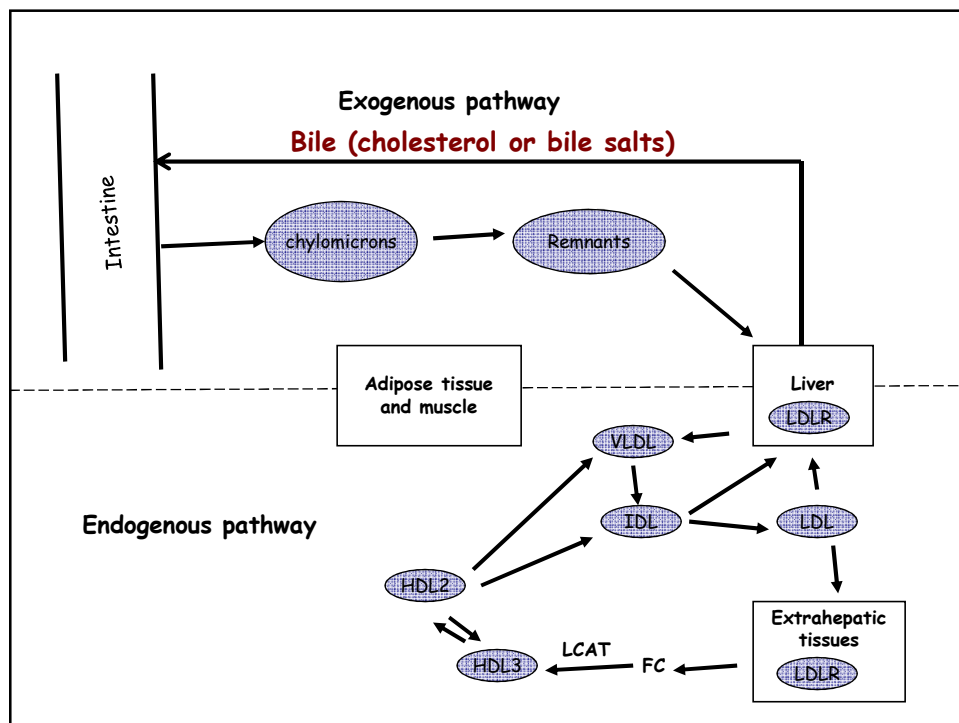 Exogenous pathway
Bile (cholesterol or bile salts)
Intestine
chylomicrons
Remnants
Adipose tissue
and muscle
Liver
LDLR
VLDL
Endogenous pathway
IDL
LDL
HDL2
Extrahepatic
tissues
LDLR
LCAT
FC
HDL3